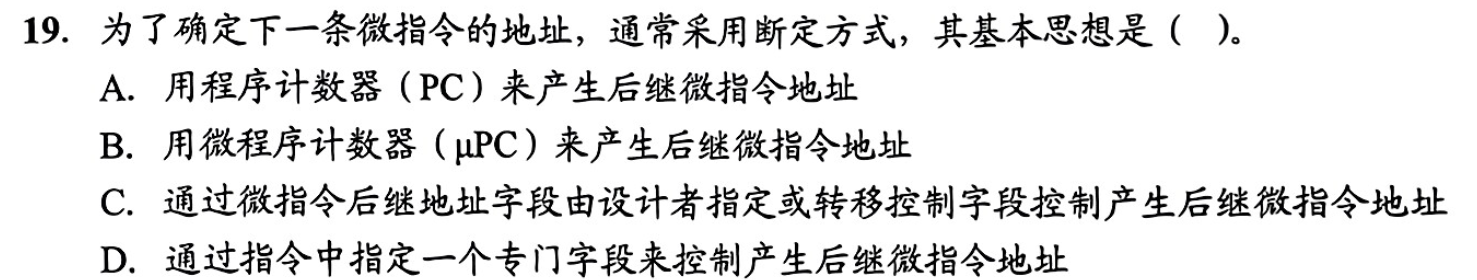 19. 为了确定下一条微指令的地址，通常采用断定方式，其基本思想是（ ）。
A. 用程序计数器（PC）来产生后继微指令地址
B. 用微程序计数器（μPC）来产生后继微指令地址
C. 通过微指令后继地址字段由设计者指定或转移控制字段控制产生后继微指令地址
D. 通过指令中指定一个专门字段来控制产生后继微指令地址